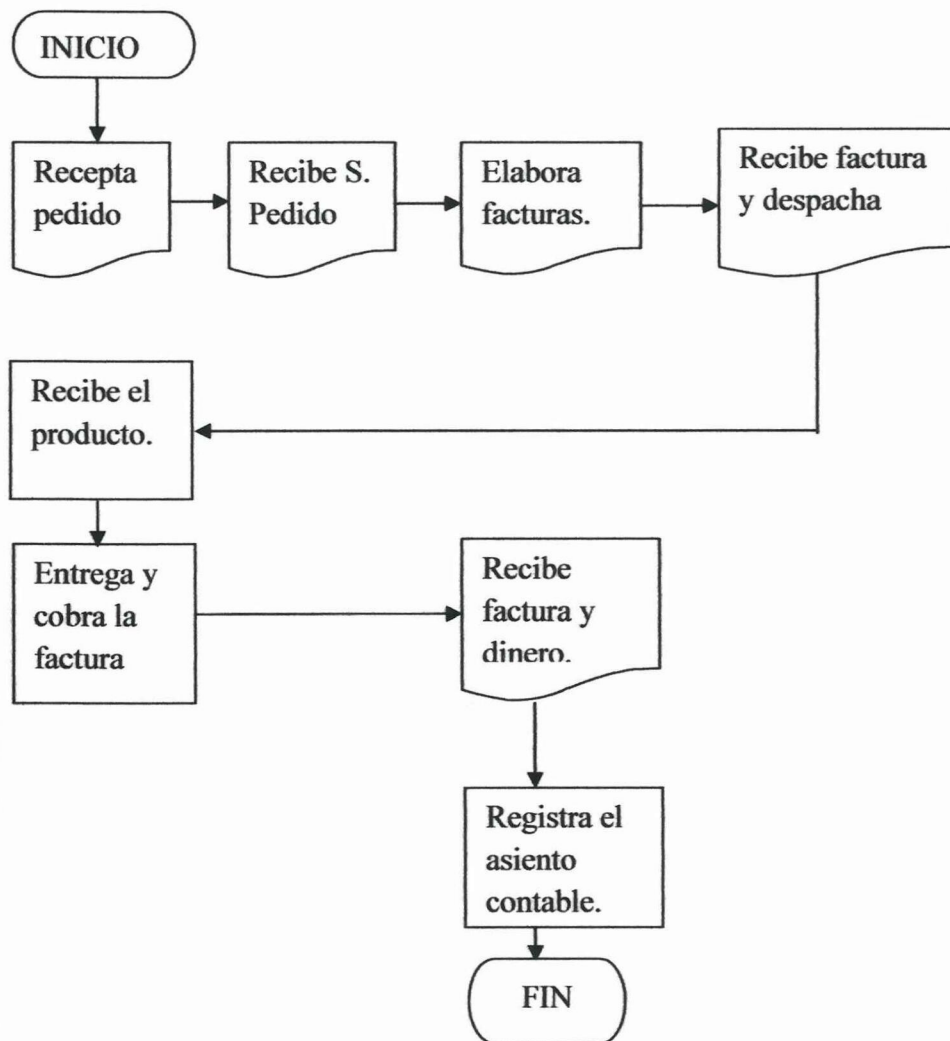 INICIO
Recepta
pedido
Recibe S.
Pedido
Elabora
facturas.
Recibe factura
y despacha
Recibe el
producto.
Entrega y
cobra la
factura
Recibe
factura y
dinero.
Registra el
asiento
contable.
FIN